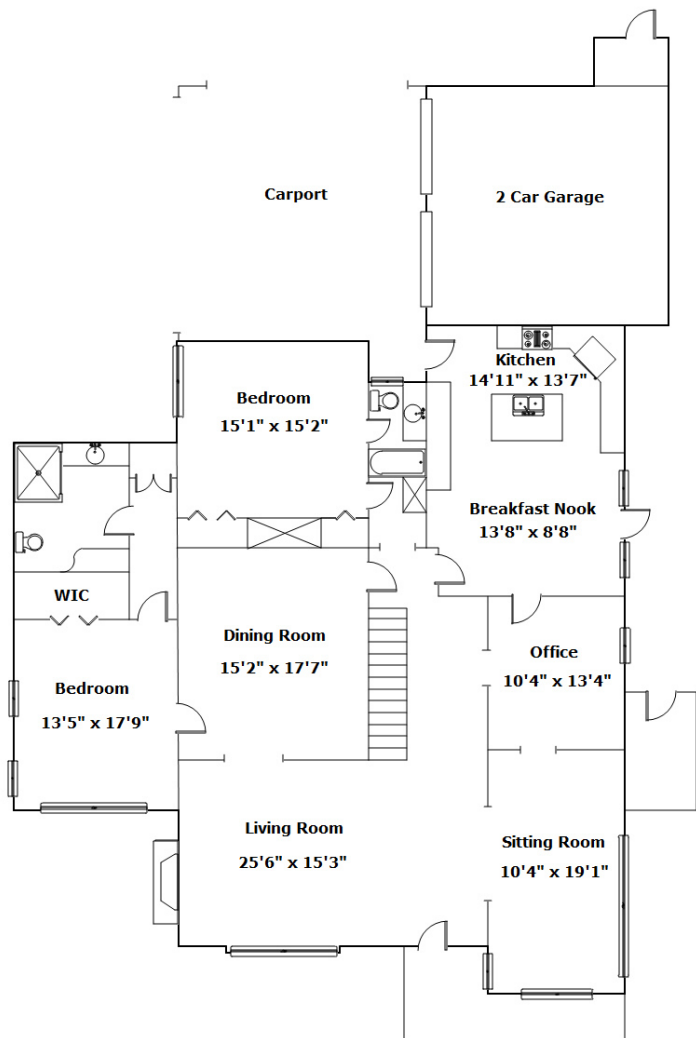 Carport
2 Car Garage
Kitchen
14'11" x 13'7"
Bedroom
15'1" x 15'2"
Breakfast Nook
13'8" x 8'8"
WIC
Dining Room
15'2" x 17'7"
Office
10'4" x 13'4"
Bedroom
13'5" x 17'9"
Living Room
25'6" x 15'3"
Sitting Room
10'4" x 19'1"